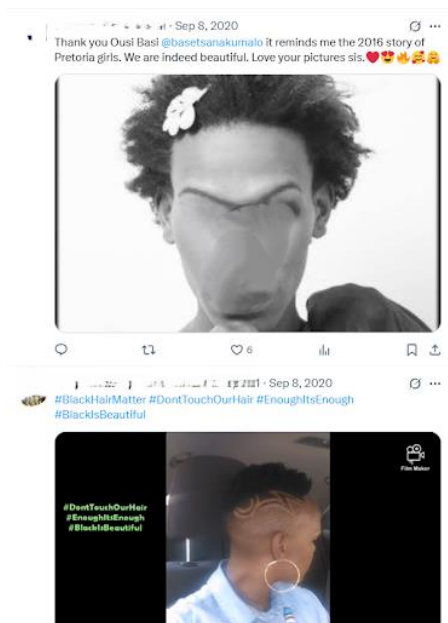 · Sep 8, 2020
Thank you Ousi Basi @basetsanakumalo it reminds me the 2016 story of
Pretoria girls. We are indeed beautiful. Love your pictures sis.❤️😍🔥🥰🤗
6
· Sep 8, 2020
#BlackHairMatter #DontTouchOurHair #EnoughItsEnough
#BlackIsBeautiful
Film Maker
#DontTouchOurHair
#EnoughItsEnough
#BlackIsBeautiful